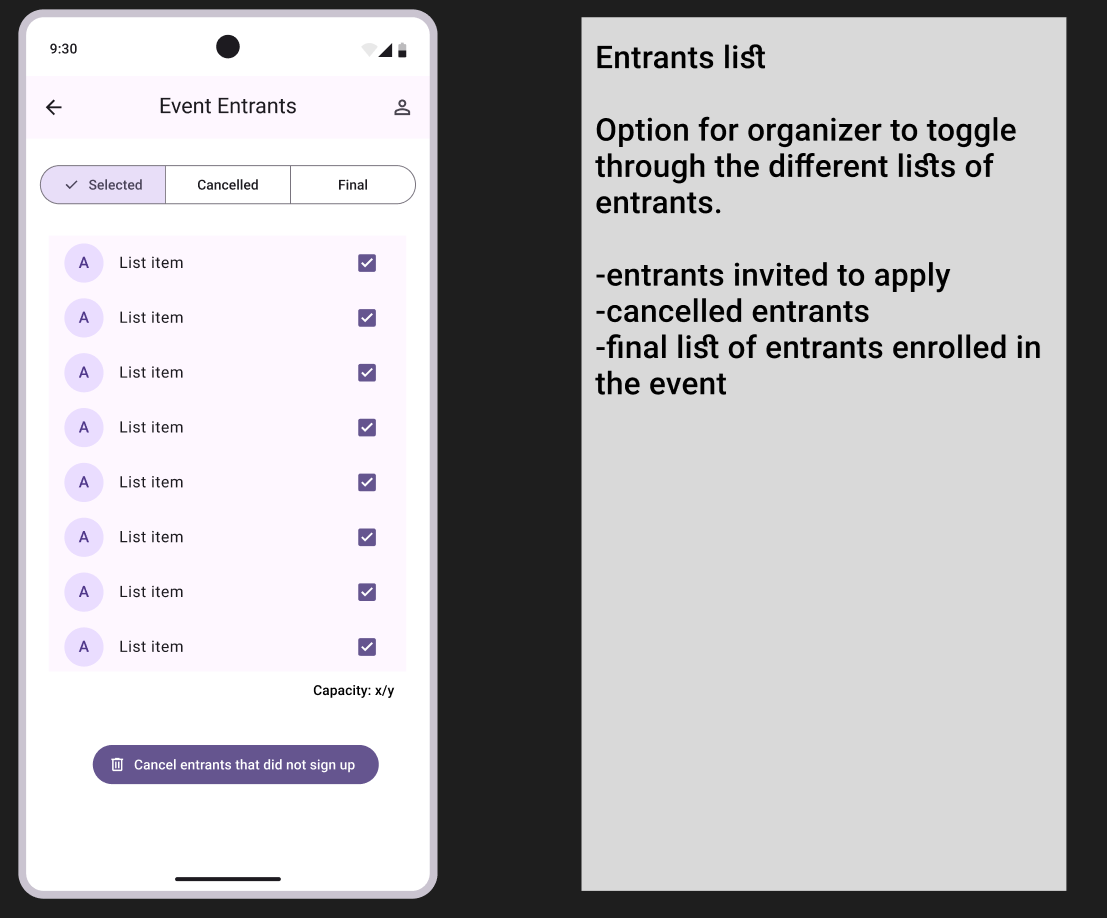 9:30
Event Entrants
Selected
Cancelled
Final
A List item
A List item
A List item
A List item
A List item
A List item
A List item
A List item
Capacity: x/y
Cancel entrants that did not sign up
Entrants list
Option for organizer to toggle
through the different lists of
entrants.
-entrants invited to apply
-cancelled entrants
-final list of entrants enrolled in
the event